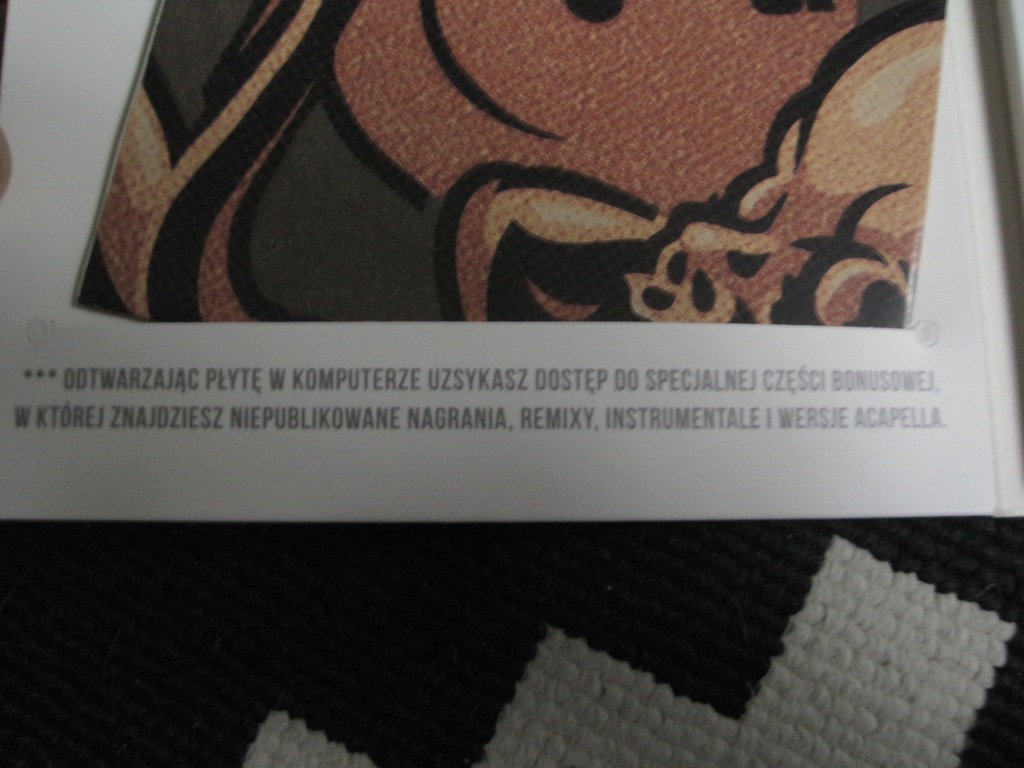 *** ODTWARZAJĄC PŁYTĘ W KOMPUTERZE UZSYKASZ DOSTĘP DO SPECJALNEJ CZĘŚCI BONUSOWEJ,
W KTÓREJ ZNAJDZIESZ NIEPUBLIKOWANE NAGRANIA, REMIXY, INSTRUMENTALE I WERSJE ACAPELLA.